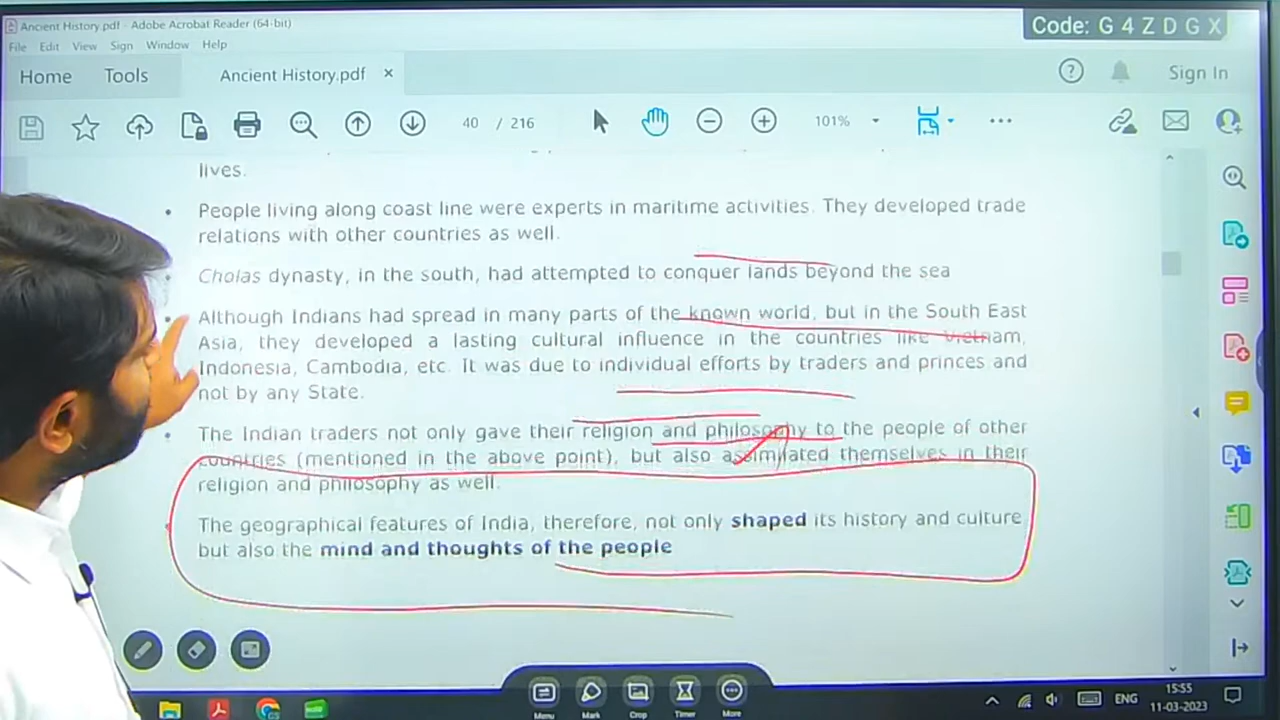 Ancient History.pdf - Adobe Acrobat Reader (64-bit)
Code: G 4 Z D G X
File Edit View Sign Window Help
Home Tools Ancient History.pdf × Sign In
40 / 216 101%
lives.
• People living along coast line were experts in maritime activities. They developed trade
relations with other countries as well.
• Cholas dynasty, in the south, had attempted to conquer lands beyond the sea
• Although Indians had spread in many parts of the known world, but in the South East
Asia, they developed a lasting cultural influence in the countries like Vietnam,
Indonesia, Cambodia, etc. It was due to individual efforts by traders and princes and
not by any State.
• The Indian traders not only gave their religion and philosophy to the people of other
countries (mentioned in the above point), but also assimilated themselves in their
religion and philosophy as well.
The geographical features of India, therefore, not only shaped its history and culture
but also the mind and thoughts of the people
Menu Mark Crop Timer More
ENG 15:55
11-03-2023